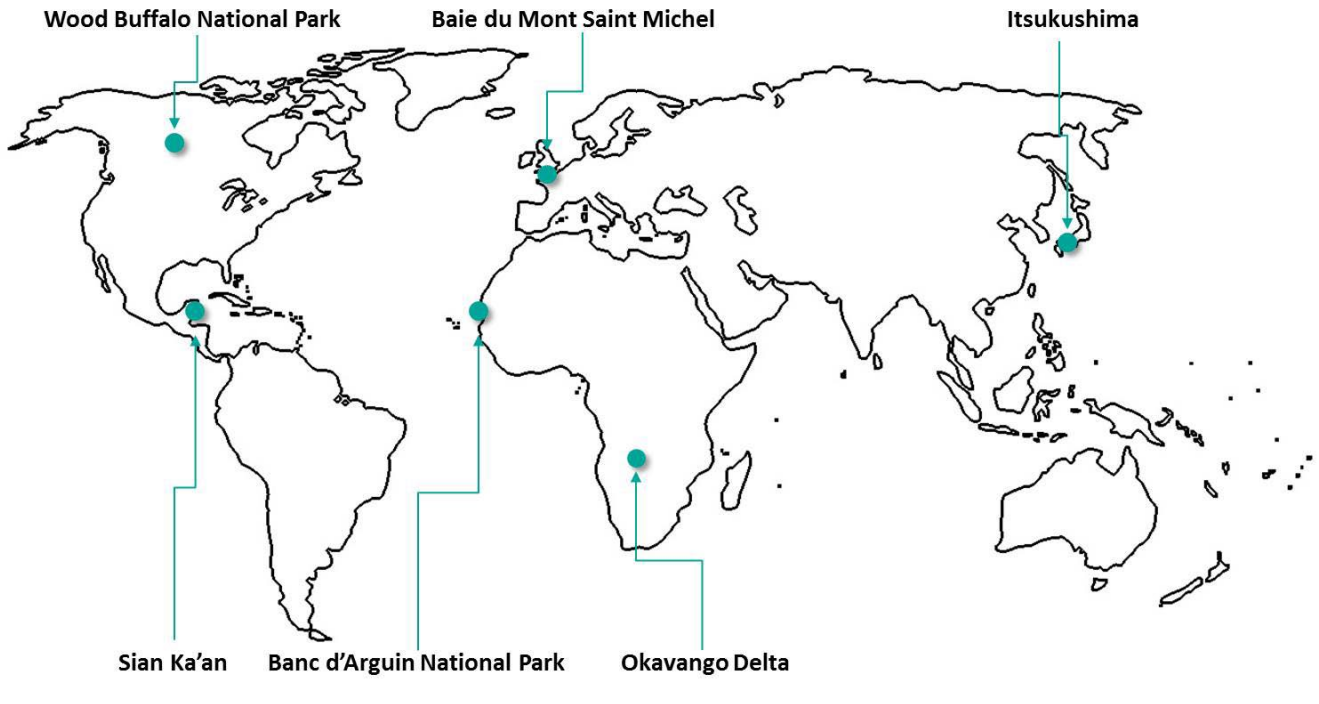 Wood Buffalo National Park
Baie du Mont Saint Michel
Itsukushima
Sian Ka’an
Banc d’Arguin National Park
Okavango Delta